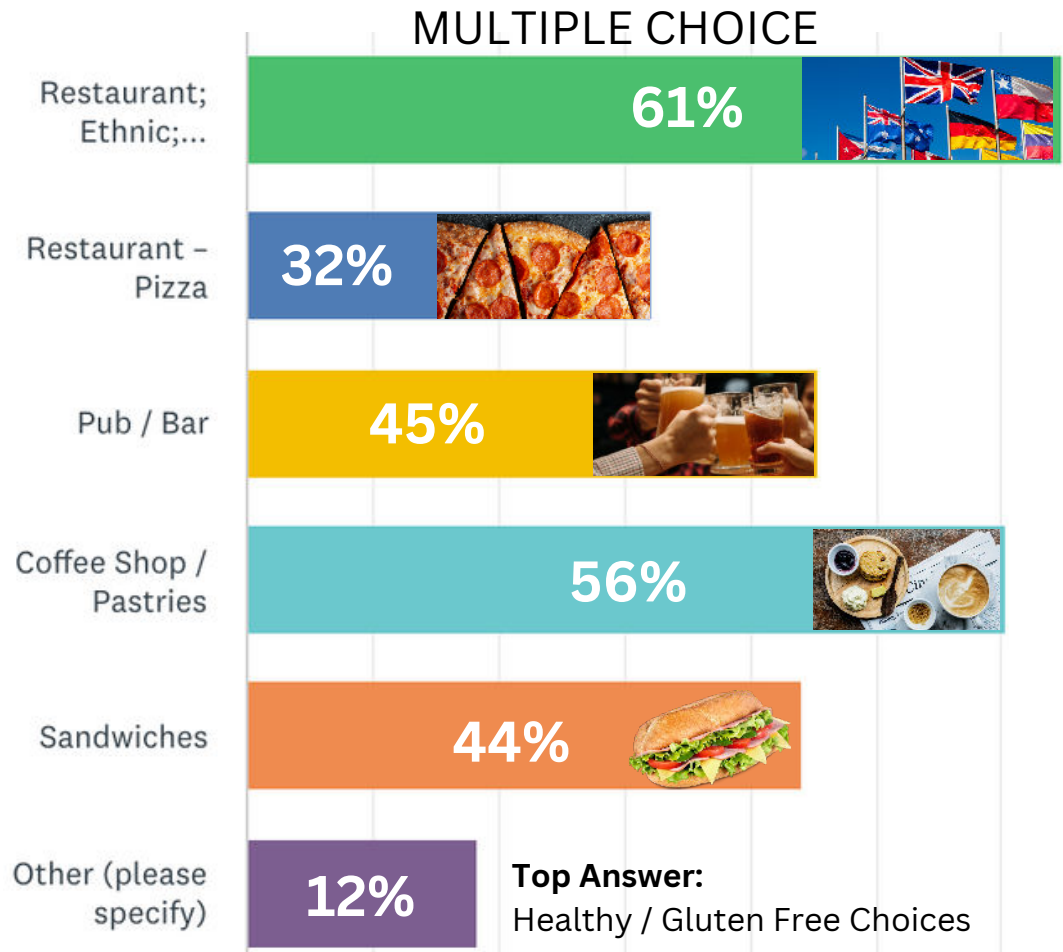 MULTIPLE CHOICE
Restaurant;
Ethnic;...
61%
Restaurant –
Pizza
32%
Pub / Bar
45%
Coffee Shop /
Pastries
56%
Sandwiches
44%
Other (please
specify)
12%
Top Answer:
Healthy / Gluten Free Choices